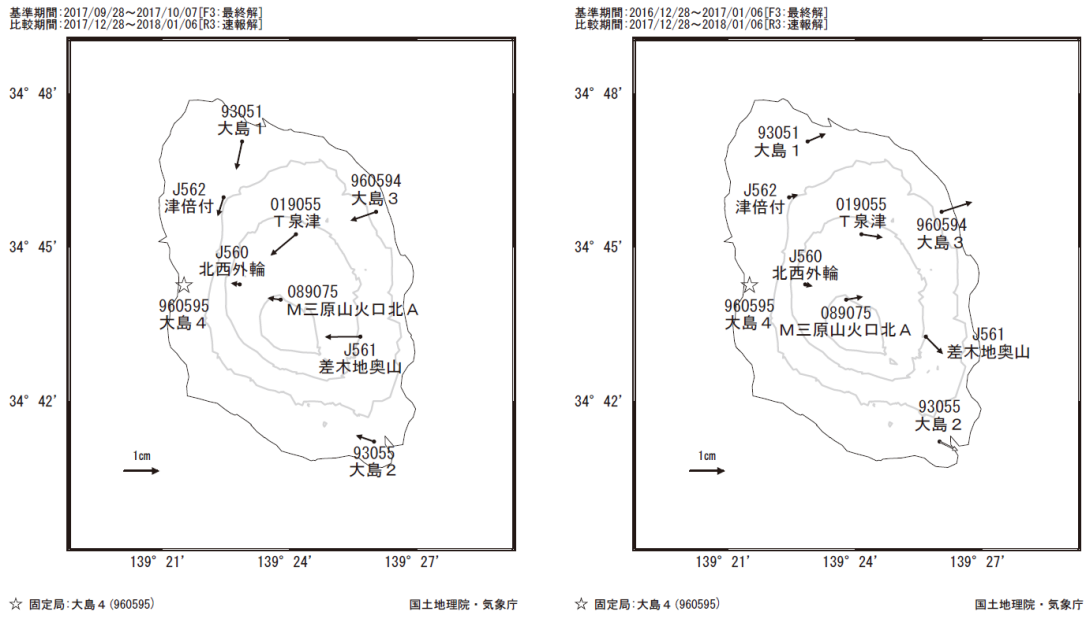 基準期間:2017/09/28～2017/10/07[F3:最終解]
比較期間:2017/12/28～2018/01/06[R3:速報解]
34° 48'
34° 45'
34° 42'
93051
大島１
J562
津倍付
960594
大島３
019055
Ｔ泉津
J560
北西外輪
089075
Ｍ三原山火口北Ａ
960595
大島４
J561
差木地奥山
93055
大島２
1cm
139° 21'
139° 24'
139° 27'
☆ 固定局:大島４(960595)
国土地理院・気象庁
基準期間:2016/12/28～2017/01/06[F3:最終解]
比較期間:2017/12/28～2018/01/06[R3:速報解]
34° 48'
34° 45'
34° 42'
93051
大島１
J562
津倍付
019055
Ｔ泉津
960594
大島３
J560
北西外輪
960595
大島４
089075
Ｍ三原山火口北Ａ
J561
差木地奥山
93055
大島２
1cm
139° 21'
139° 24'
139° 27'
☆ 固定局:大島４(960595)
国土地理院・気象庁